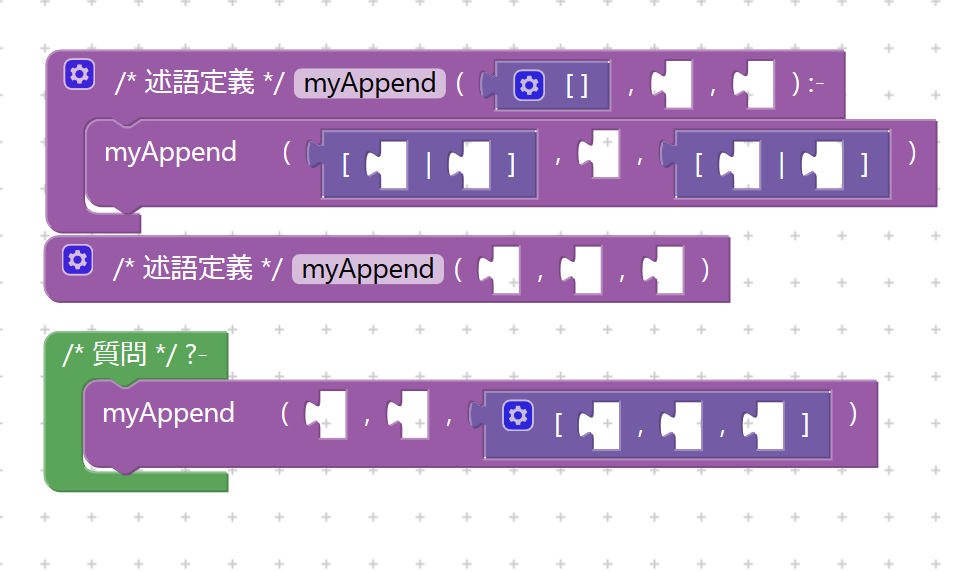 /* 述語定義 */ myAppend ( [ ] , , ) :-
myAppend ( [ | ] , , [ | ] )
/* 述語定義 */ myAppend ( , , )
/* 質問 */ ?-
myAppend ( , , [ , , ] )